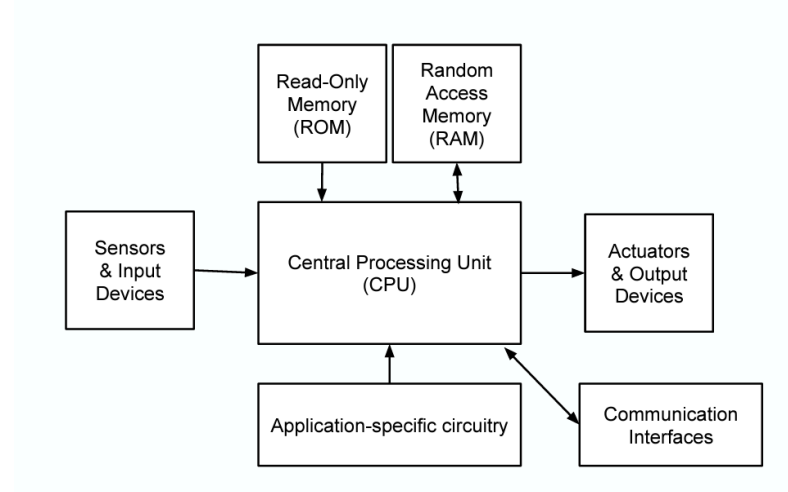 Read-Only
Memory
(ROM)
Random
Access
Memory
(RAM)
Sensors
& Input
Devices
Central Processing Unit
(CPU)
Actuators
& Output
Devices
Application-specific circuitry
Communication
Interfaces